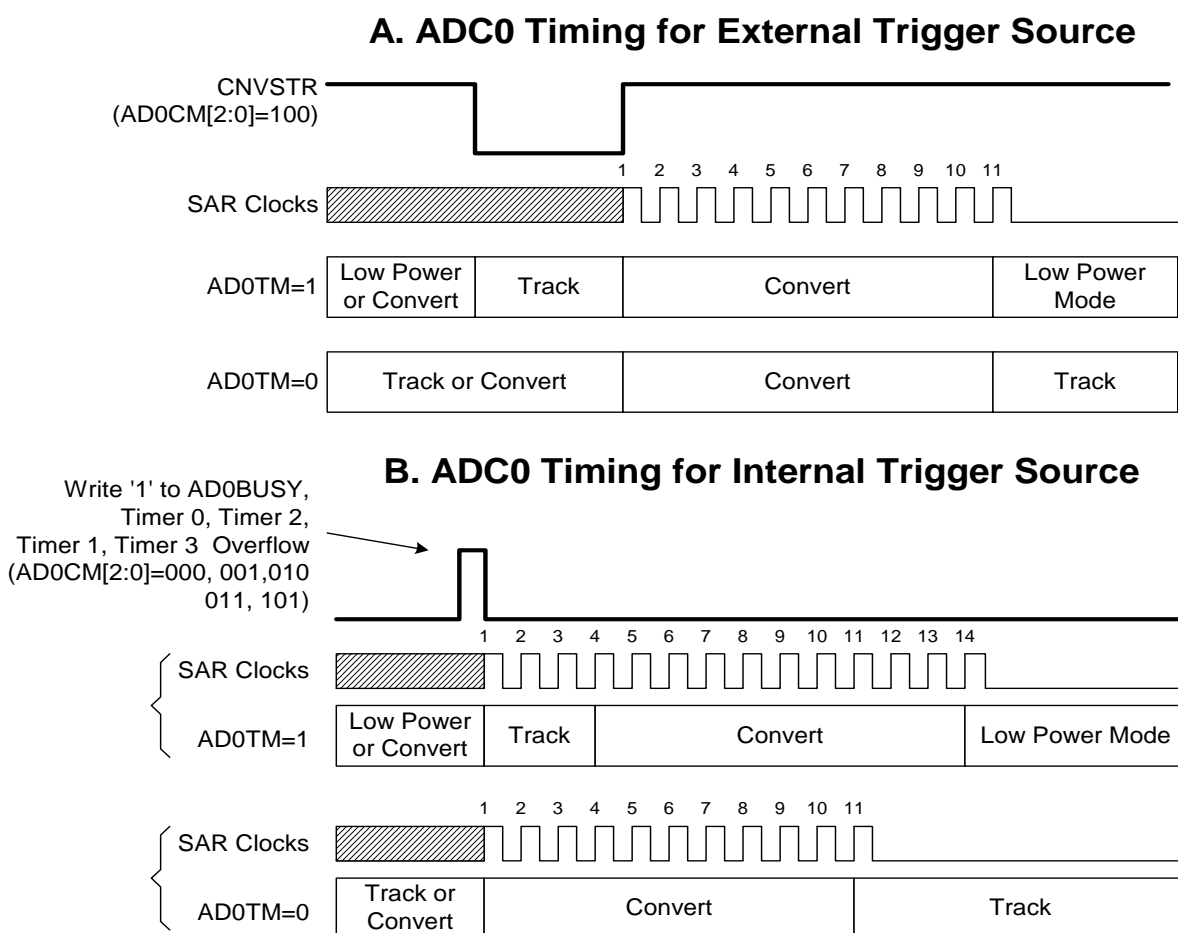 A. ADC0 Timing for External Trigger Source
CNVSTR
(AD0CM[2:0]=100)
1 2 3 4 5 6 7 8 9 10 11
SAR Clocks
AD0TM=1
Low Power
or Convert
Track
Convert
Low Power
Mode
AD0TM=0
Track or Convert
Convert
Track
B. ADC0 Timing for Internal Trigger Source
Write '1' to AD0BUSY,
Timer 0, Timer 2,
Timer 1, Timer 3 Overflow
(AD0CM[2:0]=000, 001,010
011, 101)
1 2 3 4 5 6 7 8 9 10 11 12 13 14
SAR Clocks
AD0TM=1
Low Power
or Convert
Track
Convert
Low Power Mode
1 2 3 4 5 6 7 8 9 10 11
SAR Clocks
AD0TM=0
Track or
Convert
Convert
Track